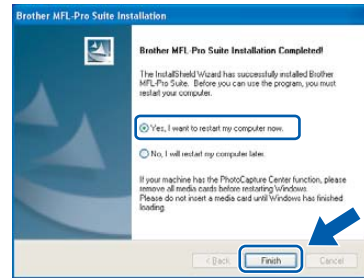 Brother MFL-Pro Suite Installation
Brother MFL-Pro Suite Installation Completed!
The InstallShield Wizard has successfully installed Brother
MFL-Pro Suite. Before you can use the program, you must
restart your computer.
Yes, I want to restart my computer now.
No, I will restart my computer later.
If your machine has the PhotoCapture Center function, please
remove all media cards before restarting Windows.
Please do not insert a media card until Windows has finished
loading.
< Back
Finish
Cancel